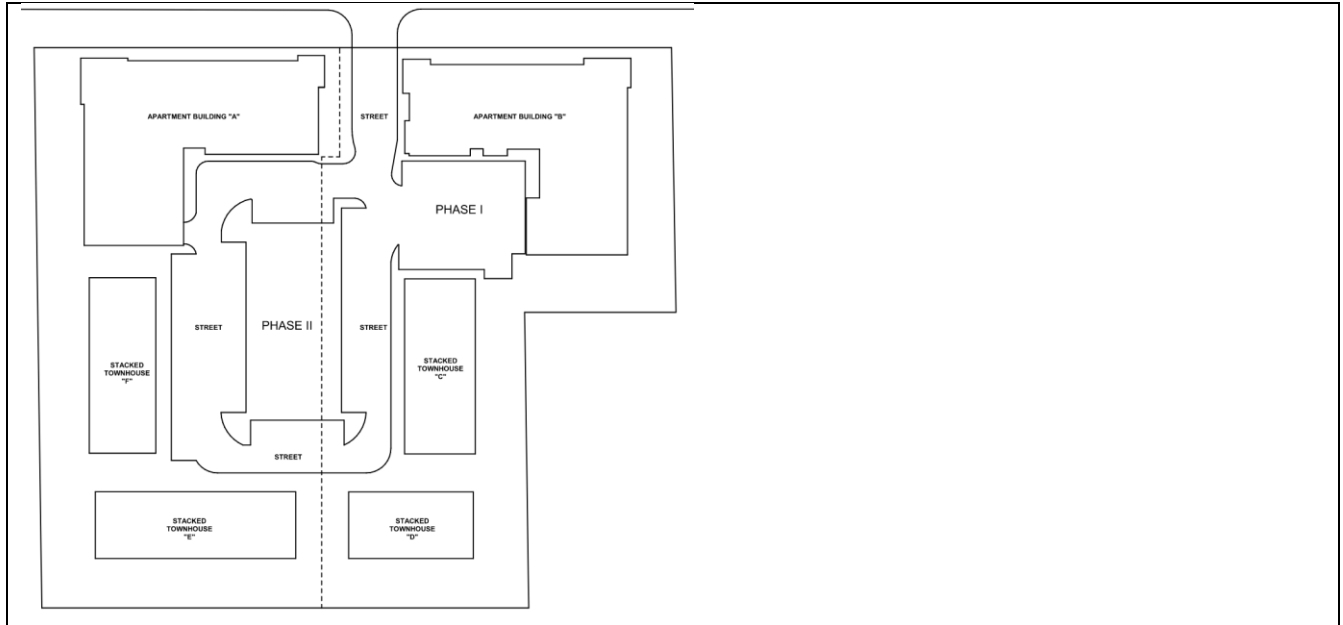 APARTMENT BUILDING "A"
STREET
APARTMENT BUILDING "B"
PHASE I
STREET
PHASE II
STREET
STACKED
TOWNHOUSE
"F"
STACKED
TOWNHOUSE
"C"
STREET
STACKED
TOWNHOUSE
"E"
STACKED
TOWNHOUSE
"D"